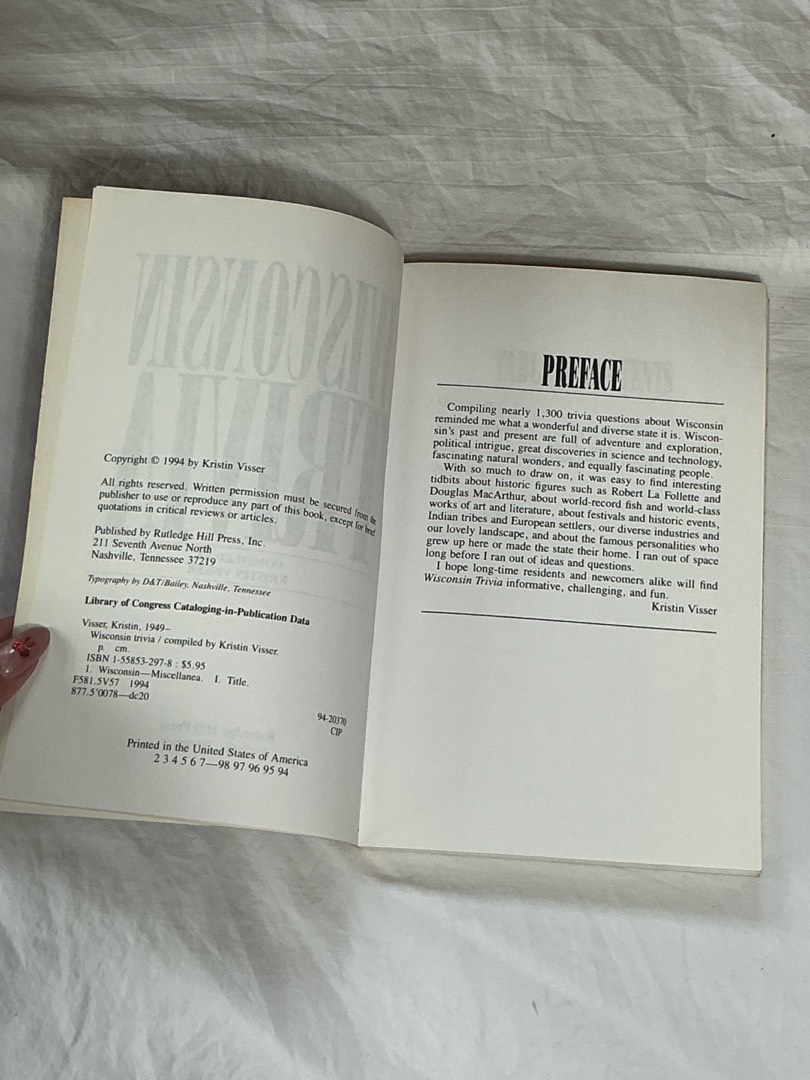 Copyright © 1994 by Kristin Visser
All rights reserved. Written permission must be secured from the
publisher to use or reproduce any part of this book, except for brief
quotations in critical reviews or articles.
Published by Rutledge Hill Press, Inc.
211 Seventh Avenue North
Nashville, Tennessee 37219
Typography by D&T/Bailey, Nashville, Tennessee
Library of Congress Cataloging-in-Publication Data
Visser, Kristin, 1949–
Wisconsin trivia / compiled by Kristin Visser.
p. cm.
ISBN 1-55853-297-8 : $5.95
1. Wisconsin—Miscellanea. I. Title.
F581.5V57 1994
877.5'0078—dc20
94-20370
CIP
Printed in the United States of America
2 3 4 5 6 7—98 97 96 95 94
PREFACE
Compiling nearly 1,300 trivia questions about Wisconsin
reminded me what a wonderful and diverse state it is. Wiscon-
sin's past and present are full of adventure and exploration,
political intrigue, great discoveries in science and technology,
fascinating natural wonders, and equally fascinating people.
With so much to draw on, it was easy to find interesting
tidbits about historic figures such as Robert La Follette and
Douglas MacArthur, about world-record fish and world-class
works of art and literature, about festivals and historic events,
Indian tribes and European settlers, our diverse industries and
our lovely landscape, and about the famous personalities who
grew up here or made the state their home. I ran out of space
long before I ran out of ideas and questions.
I hope long-time residents and newcomers alike will find
Wisconsin Trivia informative, challenging, and fun.
Kristin Visser
WISCONSIN
TRIVIA